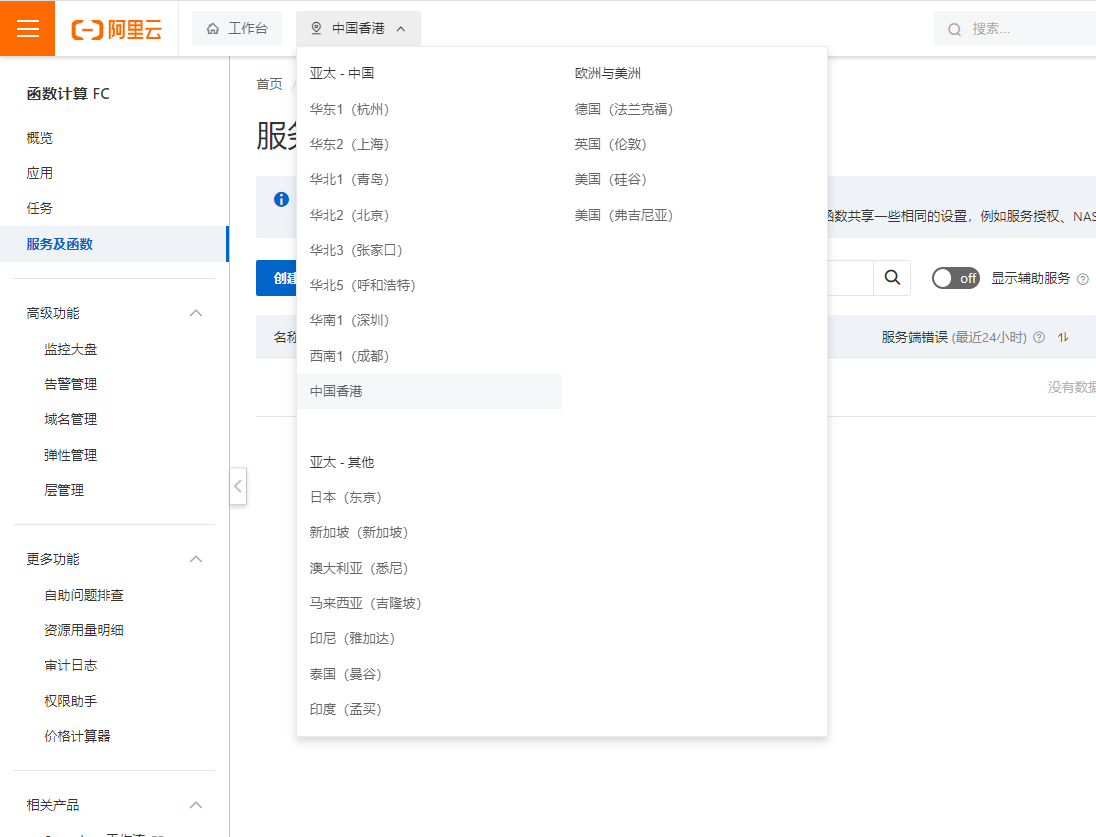 阿里云
工作台
中国香港
搜索...
函数计算 FC
概览
应用
任务
服务及函数
高级功能
监控大盘
告警管理
域名管理
弹性管理
层管理
更多功能
自助问题排查
资源用量明细
审计日志
权限助手
价格计算器
相关产品
首页 /
服务
亚太 - 中国
华东1（杭州）
华东2（上海）
华北1（青岛）
华北2（北京）
华北3（张家口）
华北5（呼和浩特）
华南1（深圳）
西南1（成都）
中国香港
亚太 - 其他
日本（东京）
新加坡（新加坡）
澳大利亚（悉尼）
马来西亚（吉隆坡）
印尼（雅加达）
泰国（曼谷）
印度（孟买）
欧洲与美洲
德国（法兰克福）
英国（伦敦）
美国（硅谷）
美国（弗吉尼亚）
函数共享一些相同的设置，例如服务授权、NAS
创建
off 显示辅助服务
名称
服务端错误 (最近24小时)
没有数据